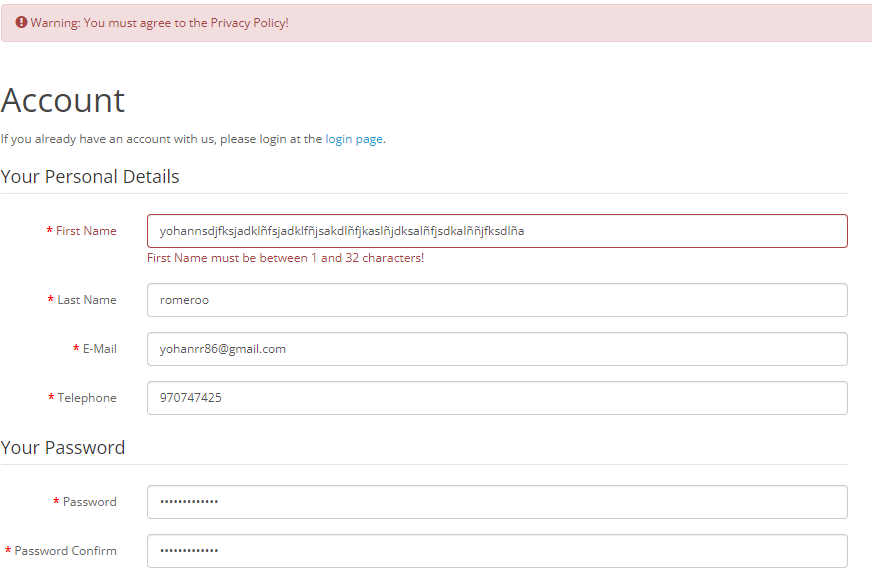 Warning: You must agree to the Privacy Policy!
Account
If you already have an account with us, please login at the login page.
Your Personal Details
* First Name yohannsdjfksjadklñfsjadklfñjsakdlñfjkaslñjdksalñfjsdkalññjfksdlña
First Name must be between 1 and 32 characters!
* Last Name romeroo
* E-Mail yohanrr86@gmail.com
* Telephone 970747425
Your Password
* Password •••••••••••••
* Password Confirm •••••••••••••